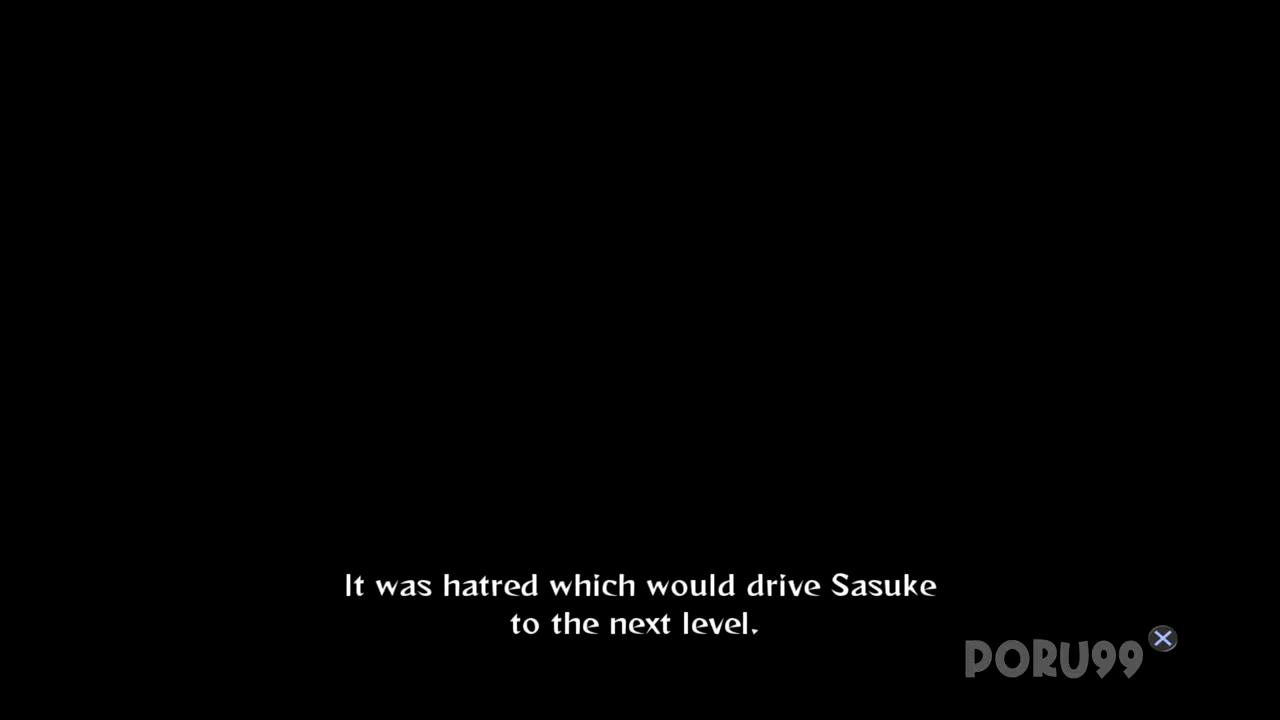 It was hatred which would drive Sasuke
to the next level.
PORU99